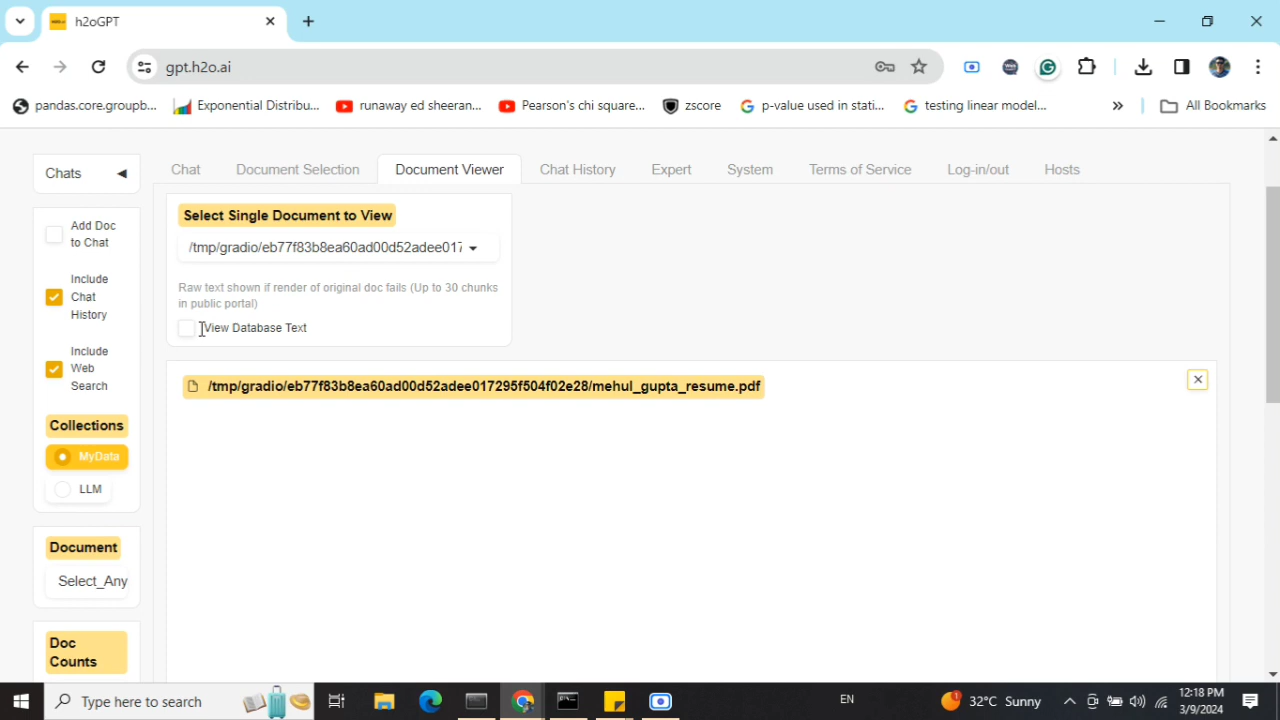 h2oGPT
gpt.h2o.ai
pandas.core.groupb...
Exponential Distribu...
runaway ed sheeran...
Pearson's chi square...
zscore
p-value used in stati...
testing linear model...
All Bookmarks
Chats
Chat
Document Selection
Document Viewer
Chat History
Expert
System
Terms of Service
Log-in/out
Hosts
Add Doc
to Chat
Include
Chat
History
Include
Web
Search
Collections
MyData
LLM
Document
Select_Any
Doc
Counts
Select Single Document to View
/tmp/gradio/eb77f83b8ea60ad00d52adee017
Raw text shown if render of original doc fails (Up to 30 chunks
in public portal)
View Database Text
/tmp/gradio/eb77f83b8ea60ad00d52adee017295f504f02e28/mehul_gupta_resume.pdf
Type here to search
EN
32°C Sunny
12:18 PM
3/9/2024